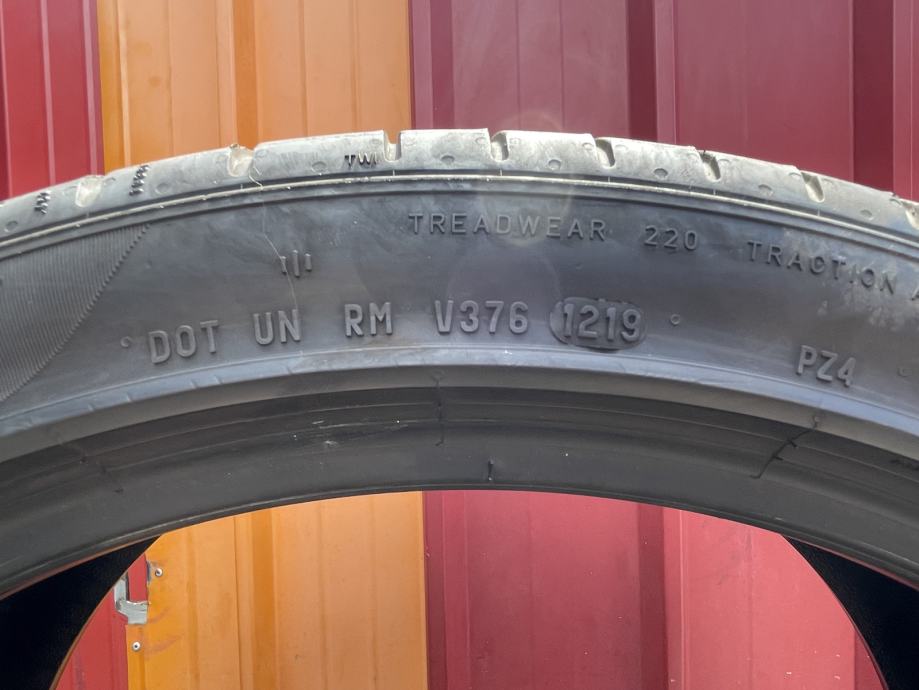 TWI
TREADWEAR 220 TRACTION A
DOT UN RM V376 1219
PZ4